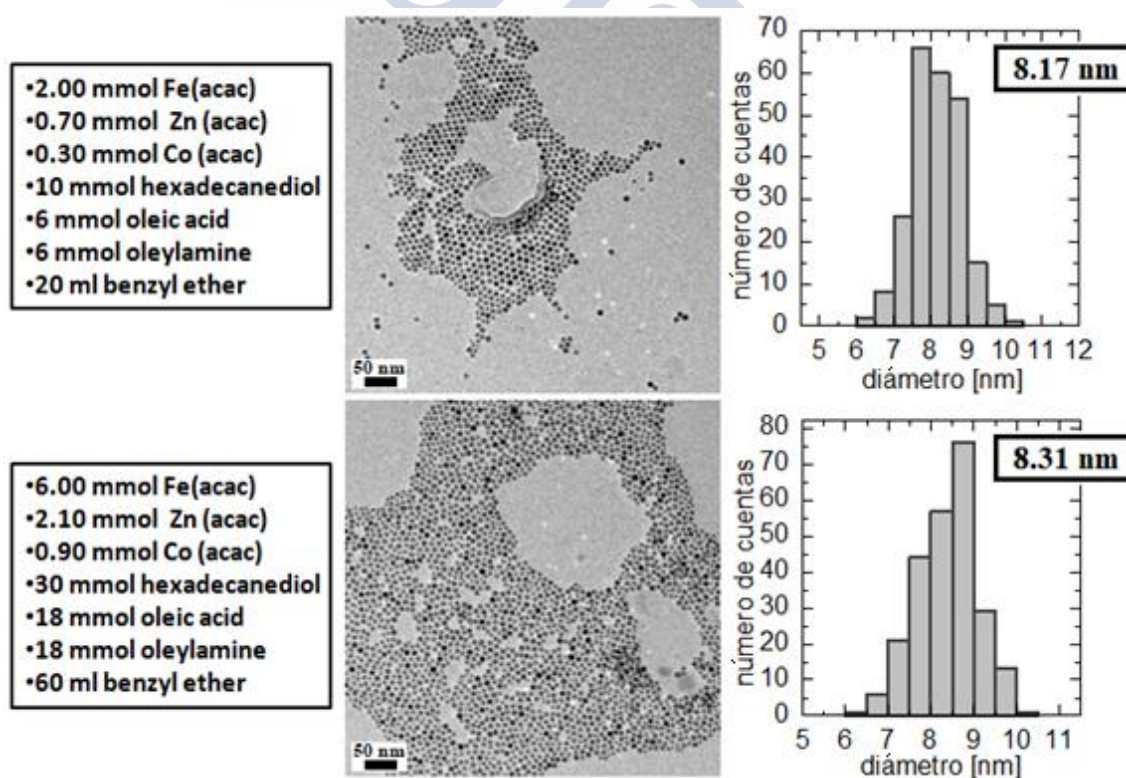 •2.00 mmol Fe(acac)
•0.70 mmol Zn (acac)
•0.30 mmol Co (acac)
•10 mmol hexadecanediol
•6 mmol oleic acid
•6 mmol oleylamine
•20 ml benzyl ether
50 nm
8.17 nm
número de cuentas
70
60
50
40
30
20
10
0
5 6 7 8 9 10 11 12
diámetro [nm]
•6.00 mmol Fe(acac)
•2.10 mmol Zn (acac)
•0.90 mmol Co (acac)
•30 mmol hexadecanediol
•18 mmol oleic acid
•18 mmol oleylamine
•60 ml benzyl ether
50 nm
8.31 nm
número de cuentas
80
70
60
50
40
30
20
10
0
5 6 7 8 9 10 11
diámetro [nm]